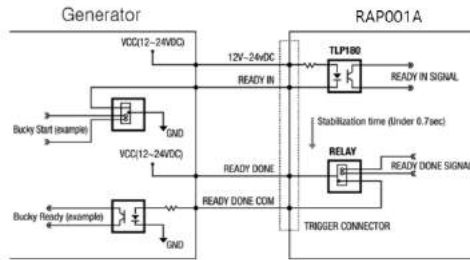 Generator
RAP001A
VCC(12~24VDC)
12V~24vDC
TLP180
READY IN
READY IN SIGNAL
Bucky Start (example)
GND
Stabilization time (Under 0.7sec)
VCC(12~24VDC)
RELAY
READY DONE
READY DONE SIGNAL
READY DONE COM
Bucky Ready (example)
TRIGGER CONNECTOR
GND